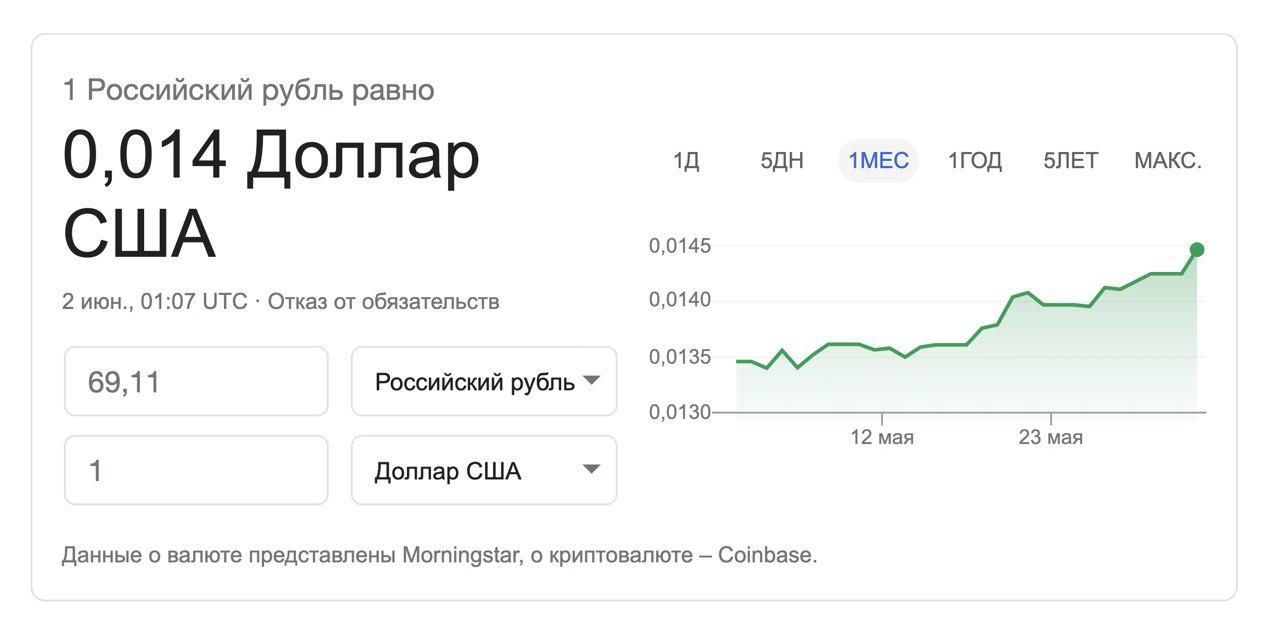 1 Российский рубль равно
0,014 Доллар
США
2 июн., 01:07 UTC · Отказ от обязательств
69,11
Российский рубль
1
Доллар США
1Д 5ДН 1МЕС 1ГОД 5ЛЕТ МАКС.
0,0145
0,0140
0,0135
0,0130
12 мая 23 мая
Данные о валюте представлены Morningstar, о криптовалюте – Coinbase.